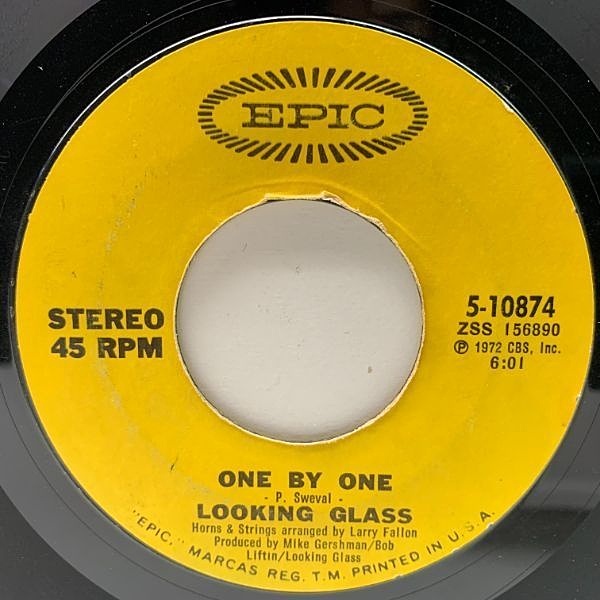 EPIC
STEREO
45 RPM
5-10874
ZSS 156890
Ⓟ 1972 CBS, Inc.
6:01
ONE BY ONE
- P. Sweval -
LOOKING GLASS
Horns & Strings arranged by Larry Fallon
Produced by Mike Gershman/Bob
Liftin/Looking Glass
"EPIC," MARCAS REG. T.M. PRINTED IN U.S.A.